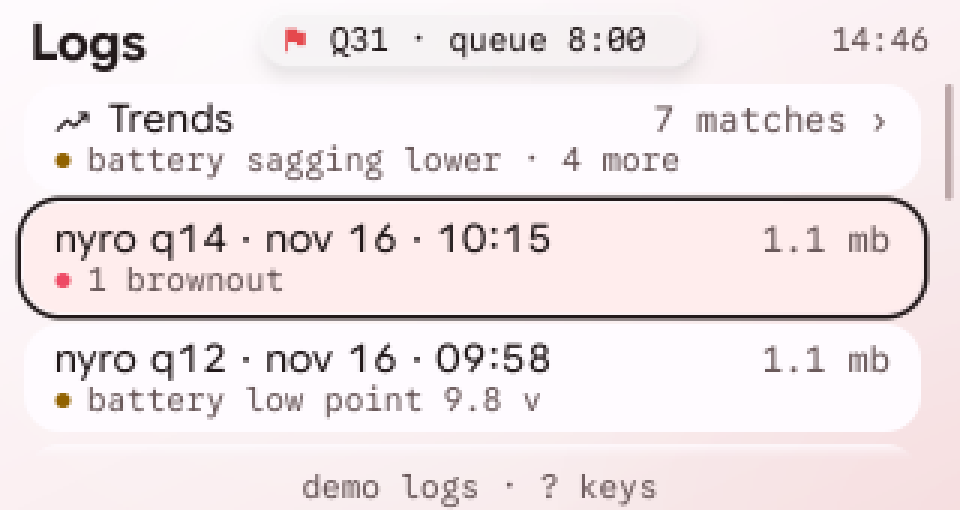 Logs
Q31 · queue 8:00
14:46
Trends
7 matches ›
battery sagging lower · 4 more
nyro q14 · nov 16 · 10:15
1.1 mb
1 brownout
nyro q12 · nov 16 · 09:58
1.1 mb
battery low point 9.8 v
demo logs · ? keys